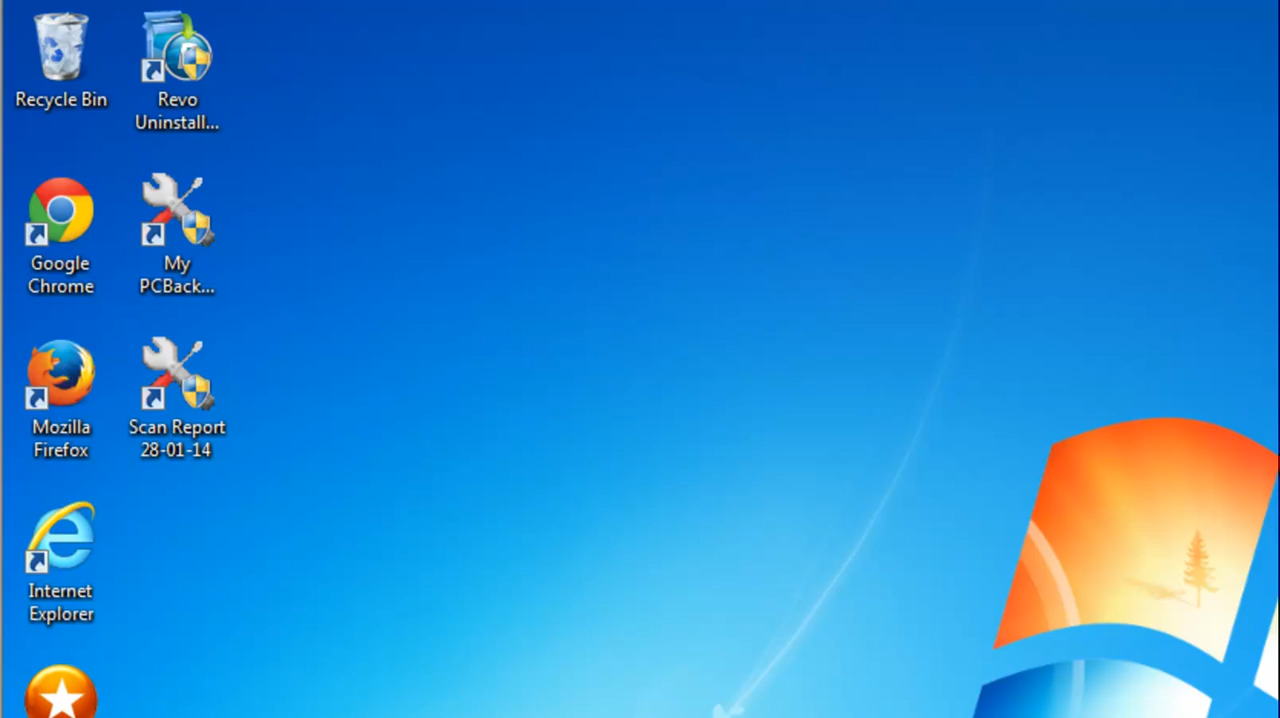 Recycle Bin
Revo
Uninstall...
Google
Chrome
My
PCBack...
Mozilla
Firefox
Scan Report
28-01-14
Internet
Explorer